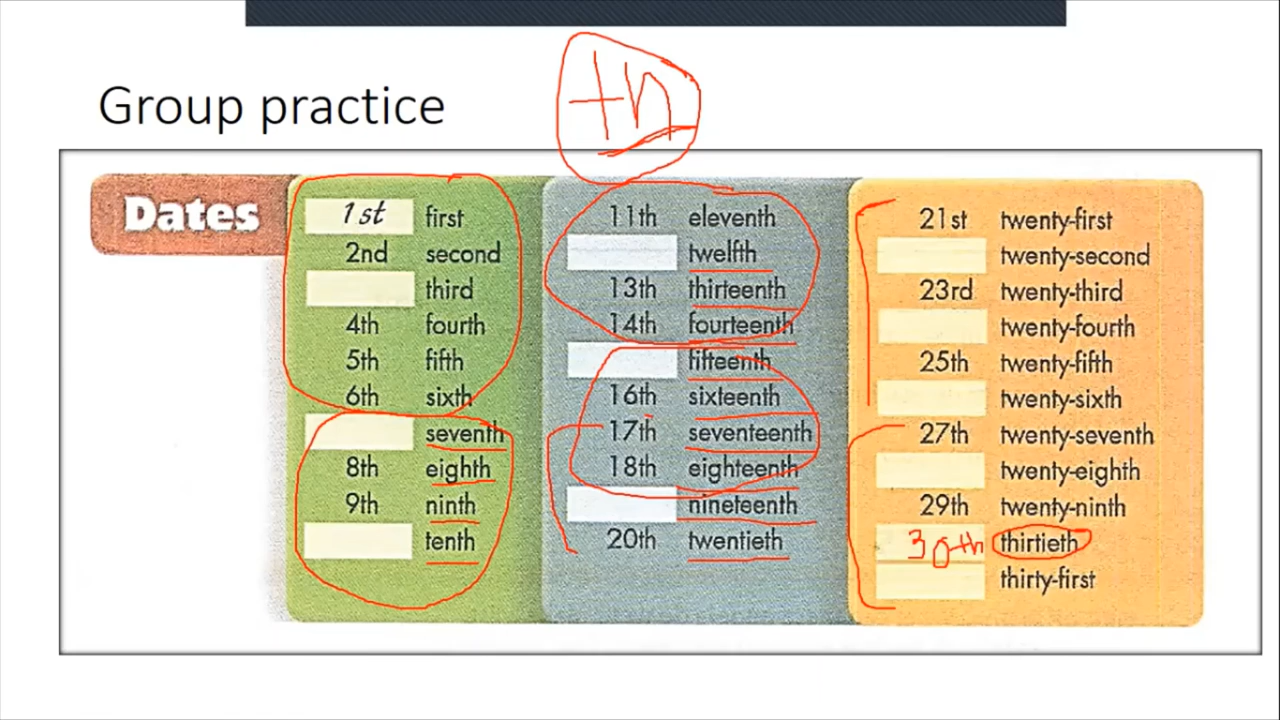 th
Group practice
Dates
1st first
2nd second
third
4th fourth
5th fifth
6th sixth
seventh
8th eighth
9th ninth
tenth
11th eleventh
twelfth
13th thirteenth
14th fourteenth
fifteenth
16th sixteenth
17th seventeenth
18th eighteenth
nineteenth
20th twentieth
21st twenty-first
twenty-second
23rd twenty-third
twenty-fourth
25th twenty-fifth
twenty-sixth
27th twenty-seventh
twenty-eighth
29th twenty-ninth
30th thirtieth
thirty-first